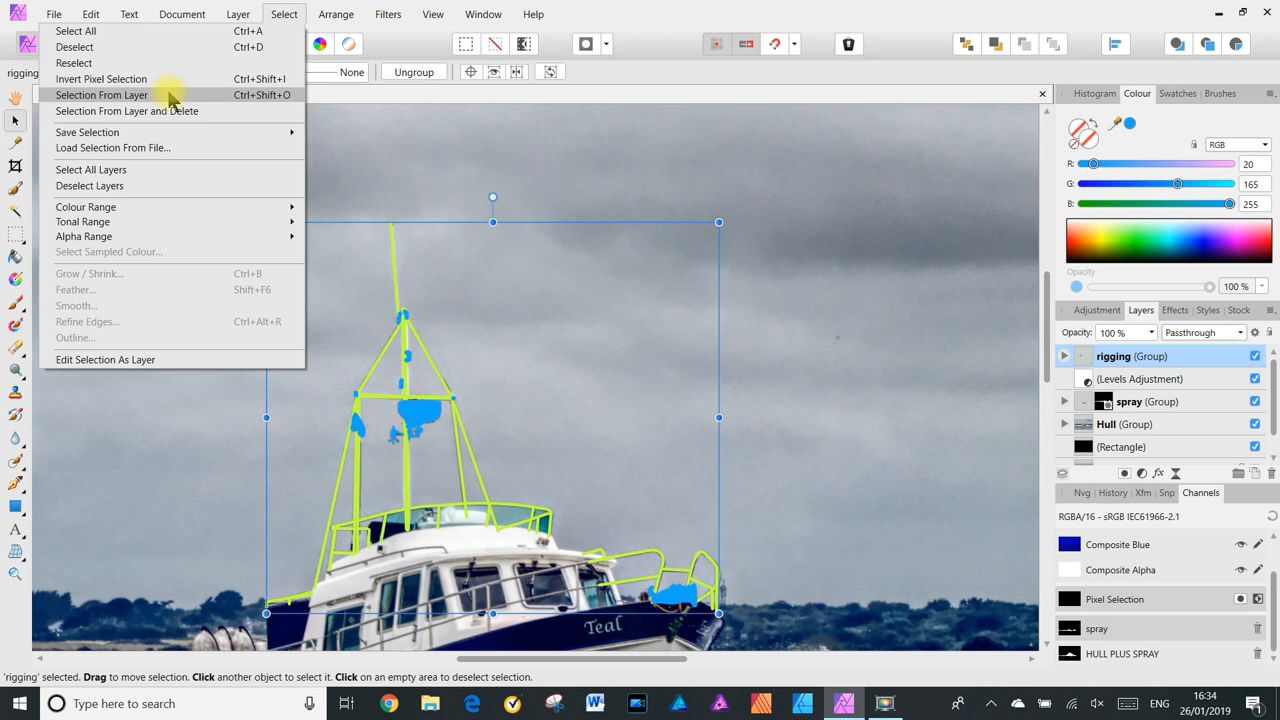 File Edit Text Document Layer Select Arrange Filters View Window Help
Select All Ctrl+A
Deselect Ctrl+D
Reselect
Invert Pixel Selection Ctrl+Shift+I
Selection From Layer Ctrl+Shift+O
Selection From Layer and Delete
Save Selection
Load Selection From File...
Select All Layers
Deselect Layers
Colour Range
Tonal Range
Alpha Range
Select Sampled Colour...
Grow / Shrink... Ctrl+B
Feather... Shift+F6
Smooth...
Refine Edges... Ctrl+Alt+R
Outline...
Edit Selection As Layer
rigging
None
Ungroup
Teal
Histogram Colour Swatches Brushes
RGB
R: 20
G: 165
B: 255
Opacity
100 %
Adjustment Layers Effects Styles Stock
Opacity: 100 % Passthrough
rigging (Group)
(Levels Adjustment)
spray (Group)
Hull (Group)
(Rectangle)
Nvg History Xfm Snp Channels
RGBA/16 - sRGB IEC61966-2.1
Composite Blue
Composite Alpha
Pixel Selection
spray
HULL PLUS SPRAY
'rigging' selected. Drag to move selection. Click another object to select it. Click on an empty area to deselect selection.
Type here to search
ENG
16:34
26/01/2019